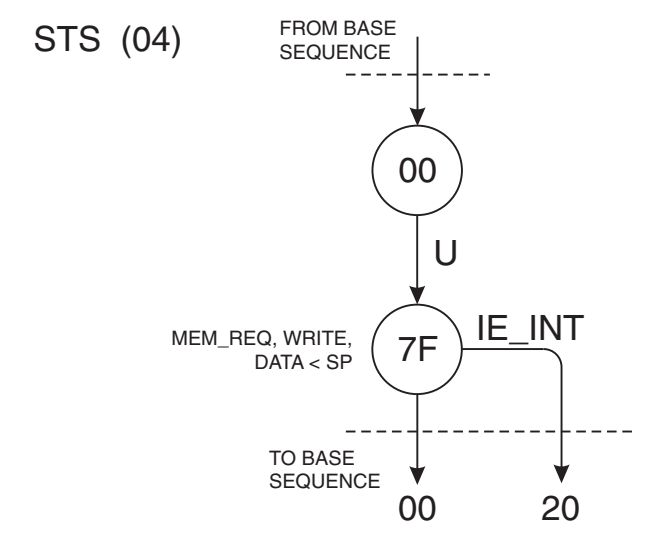 STS (04)
FROM BASE
SEQUENCE
00
U
MEM_REQ, WRITE,
DATA < SP
7F
IE_INT
TO BASE
SEQUENCE
00
20